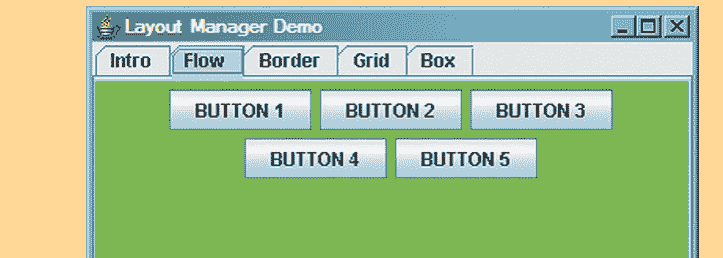 Layout Manager Demo
Intro Flow Border Grid Box
BUTTON 1 BUTTON 2 BUTTON 3
BUTTON 4 BUTTON 5